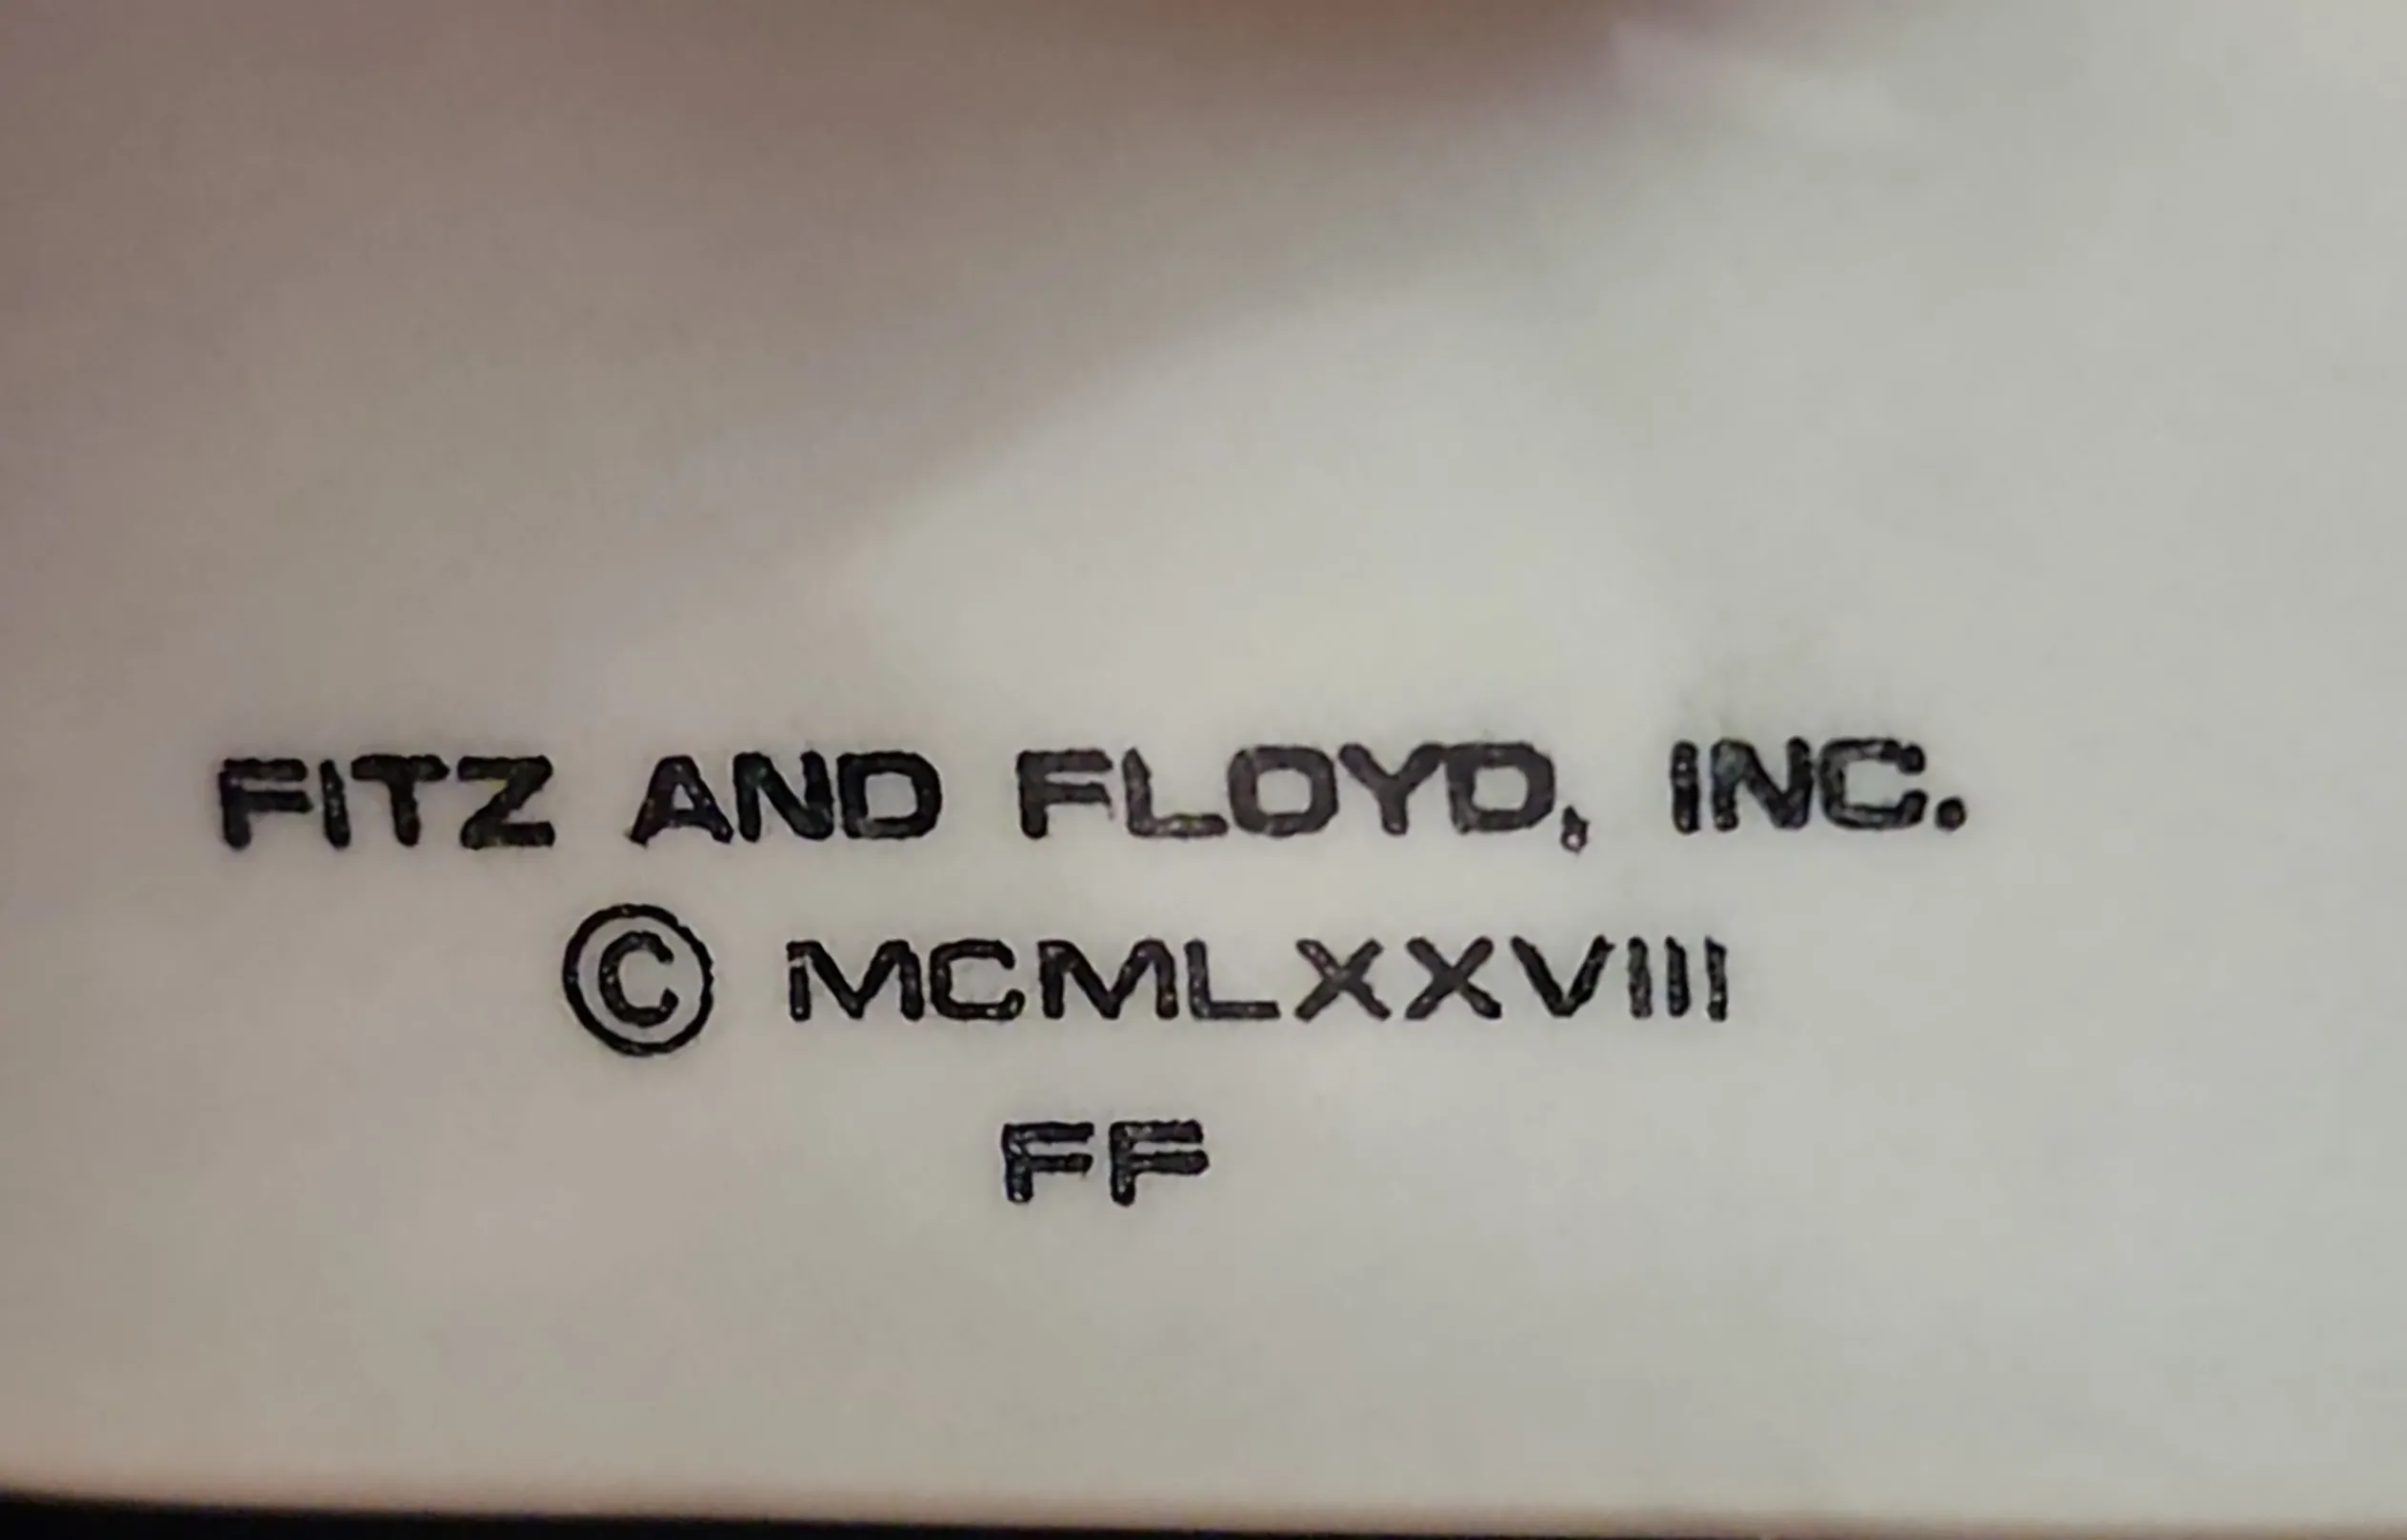 FITZ AND FLOYD, INC.
© MCMLXXVIII
FF